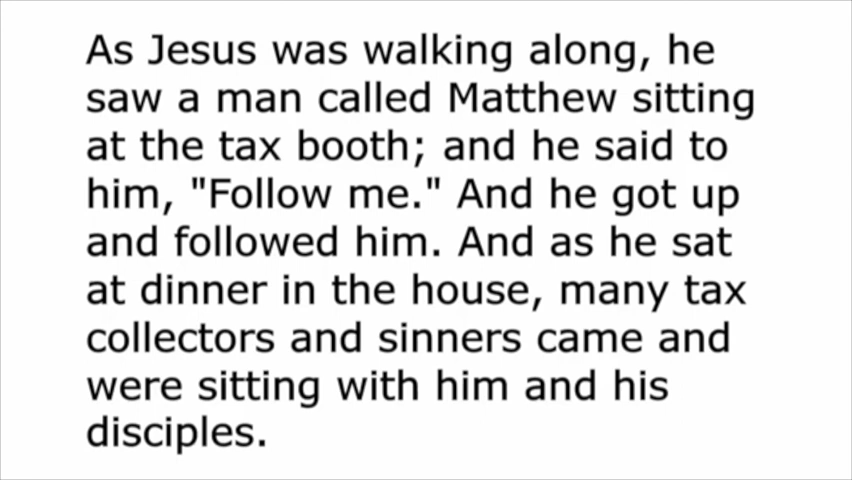 As Jesus was walking along, he
saw a man called Matthew sitting
at the tax booth; and he said to
him, "Follow me." And he got up
and followed him. And as he sat
at dinner in the house, many tax
collectors and sinners came and
were sitting with him and his
disciples.